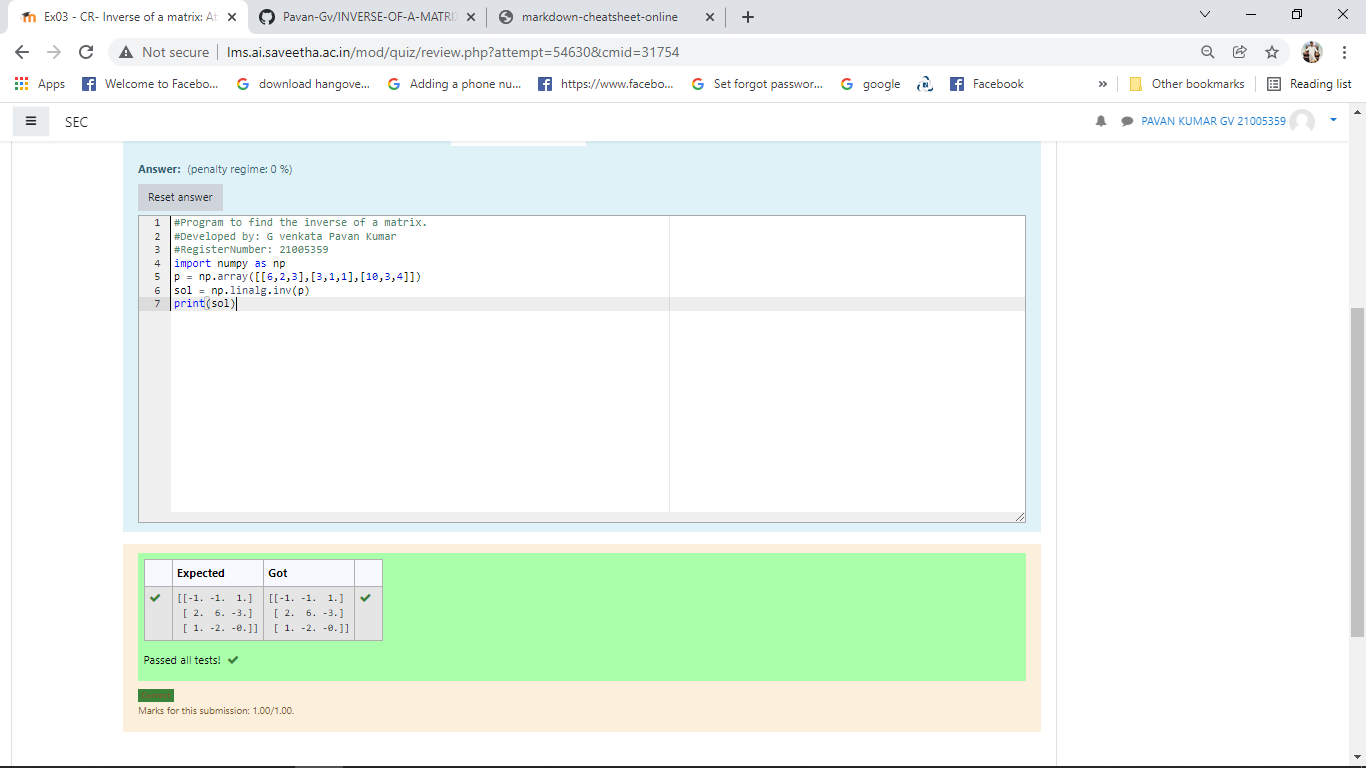 Ex03 - CR- Inverse of a matrix: At
Pavan-Gv/INVERSE-OF-A-MATRI
markdown-cheatsheet-online
Not secure | lms.ai.saveetha.ac.in/mod/quiz/review.php?attempt=54630&cmid=31754
Apps Welcome to Facebo... download hangove... Adding a phone nu... https://www.facebo... Set forgot passwor... google Facebook » Other bookmarks Reading list
SEC PAVAN KUMAR GV 21005359
Answer: (penalty regime: 0 %)
Reset answer
1 #Program to find the inverse of a matrix.
2 #Developed by: G venkata Pavan Kumar
3 #RegisterNumber: 21005359
4 import numpy as np
5 p = np.array([[6,2,3],[3,1,1],[10,3,4]])
6 sol = np.linalg.inv(p)
7 print(sol)
Expected Got
[[-1. -1. 1.] [[-1. -1. 1.]
[ 2. 6. -3.] [ 2. 6. -3.]
[ 1. -2. -0.]] [ 1. -2. -0.]]
Passed all tests!
Marks for this submission: 1.00/1.00.